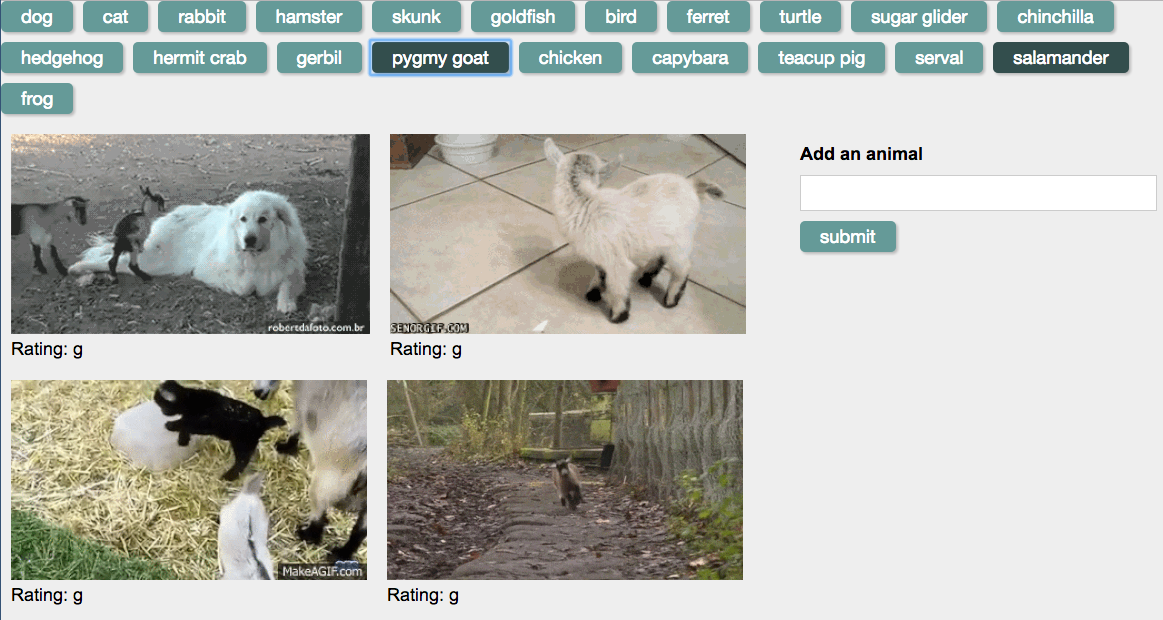 dog cat rabbit hamster skunk goldfish bird ferret turtle sugar glider chinchilla
hedgehog hermit crab gerbil pygmy goat chicken capybara teacup pig serval salamander
frog
Add an animal
submit
robertdafoto.com.br
SENORGIF.COM
Rating: g Rating: g
MakeAGIF.com
Rating: g Rating: g